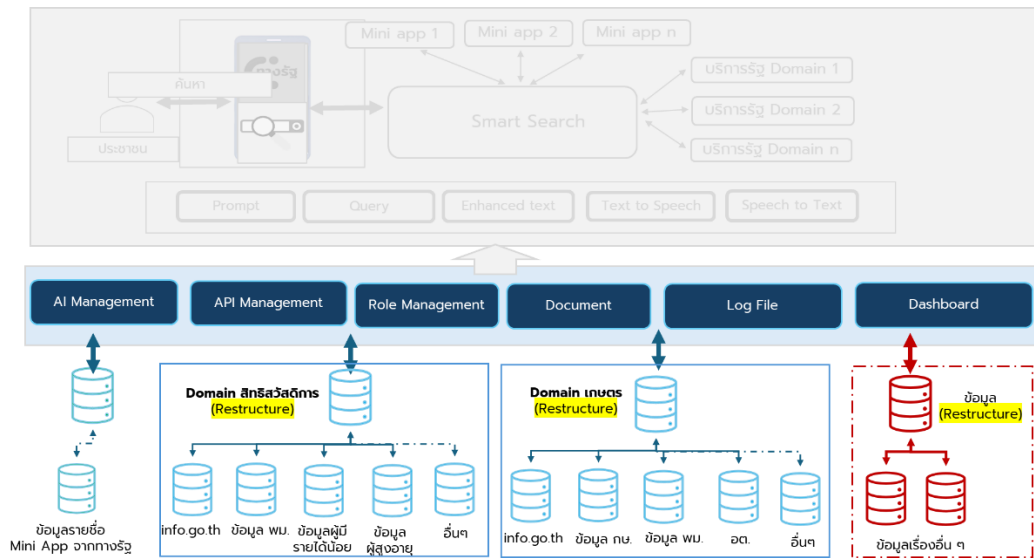 Mini app 1
Mini app 2
Mini app n
ทางรัฐ
ค้นหา
ประชาชน
Smart Search
บริการรัฐ Domain 1
บริการรัฐ Domain 2
บริการรัฐ Domain n
Prompt
Query
Enhanced text
Text to Speech
Speech to Text
AI Management
API Management
Role Management
Document
Log File
Dashboard
Domain สิทธิสวัสดิการ
(Restructure)
Domain เกษตร
(Restructure)
ข้อมูล
(Restructure)
ข้อมูลรายชื่อ
Mini App จากทางรัฐ
info.go.th
ข้อมูล พม.
ข้อมูลผู้มี
รายได้น้อย
ข้อมูล
ผู้สูงอายุ
อื่นๆ
info.go.th
ข้อมูล กษ.
ข้อมูล พม.
อต.
อื่นๆ
ข้อมูลเรื่องอื่น ๆ